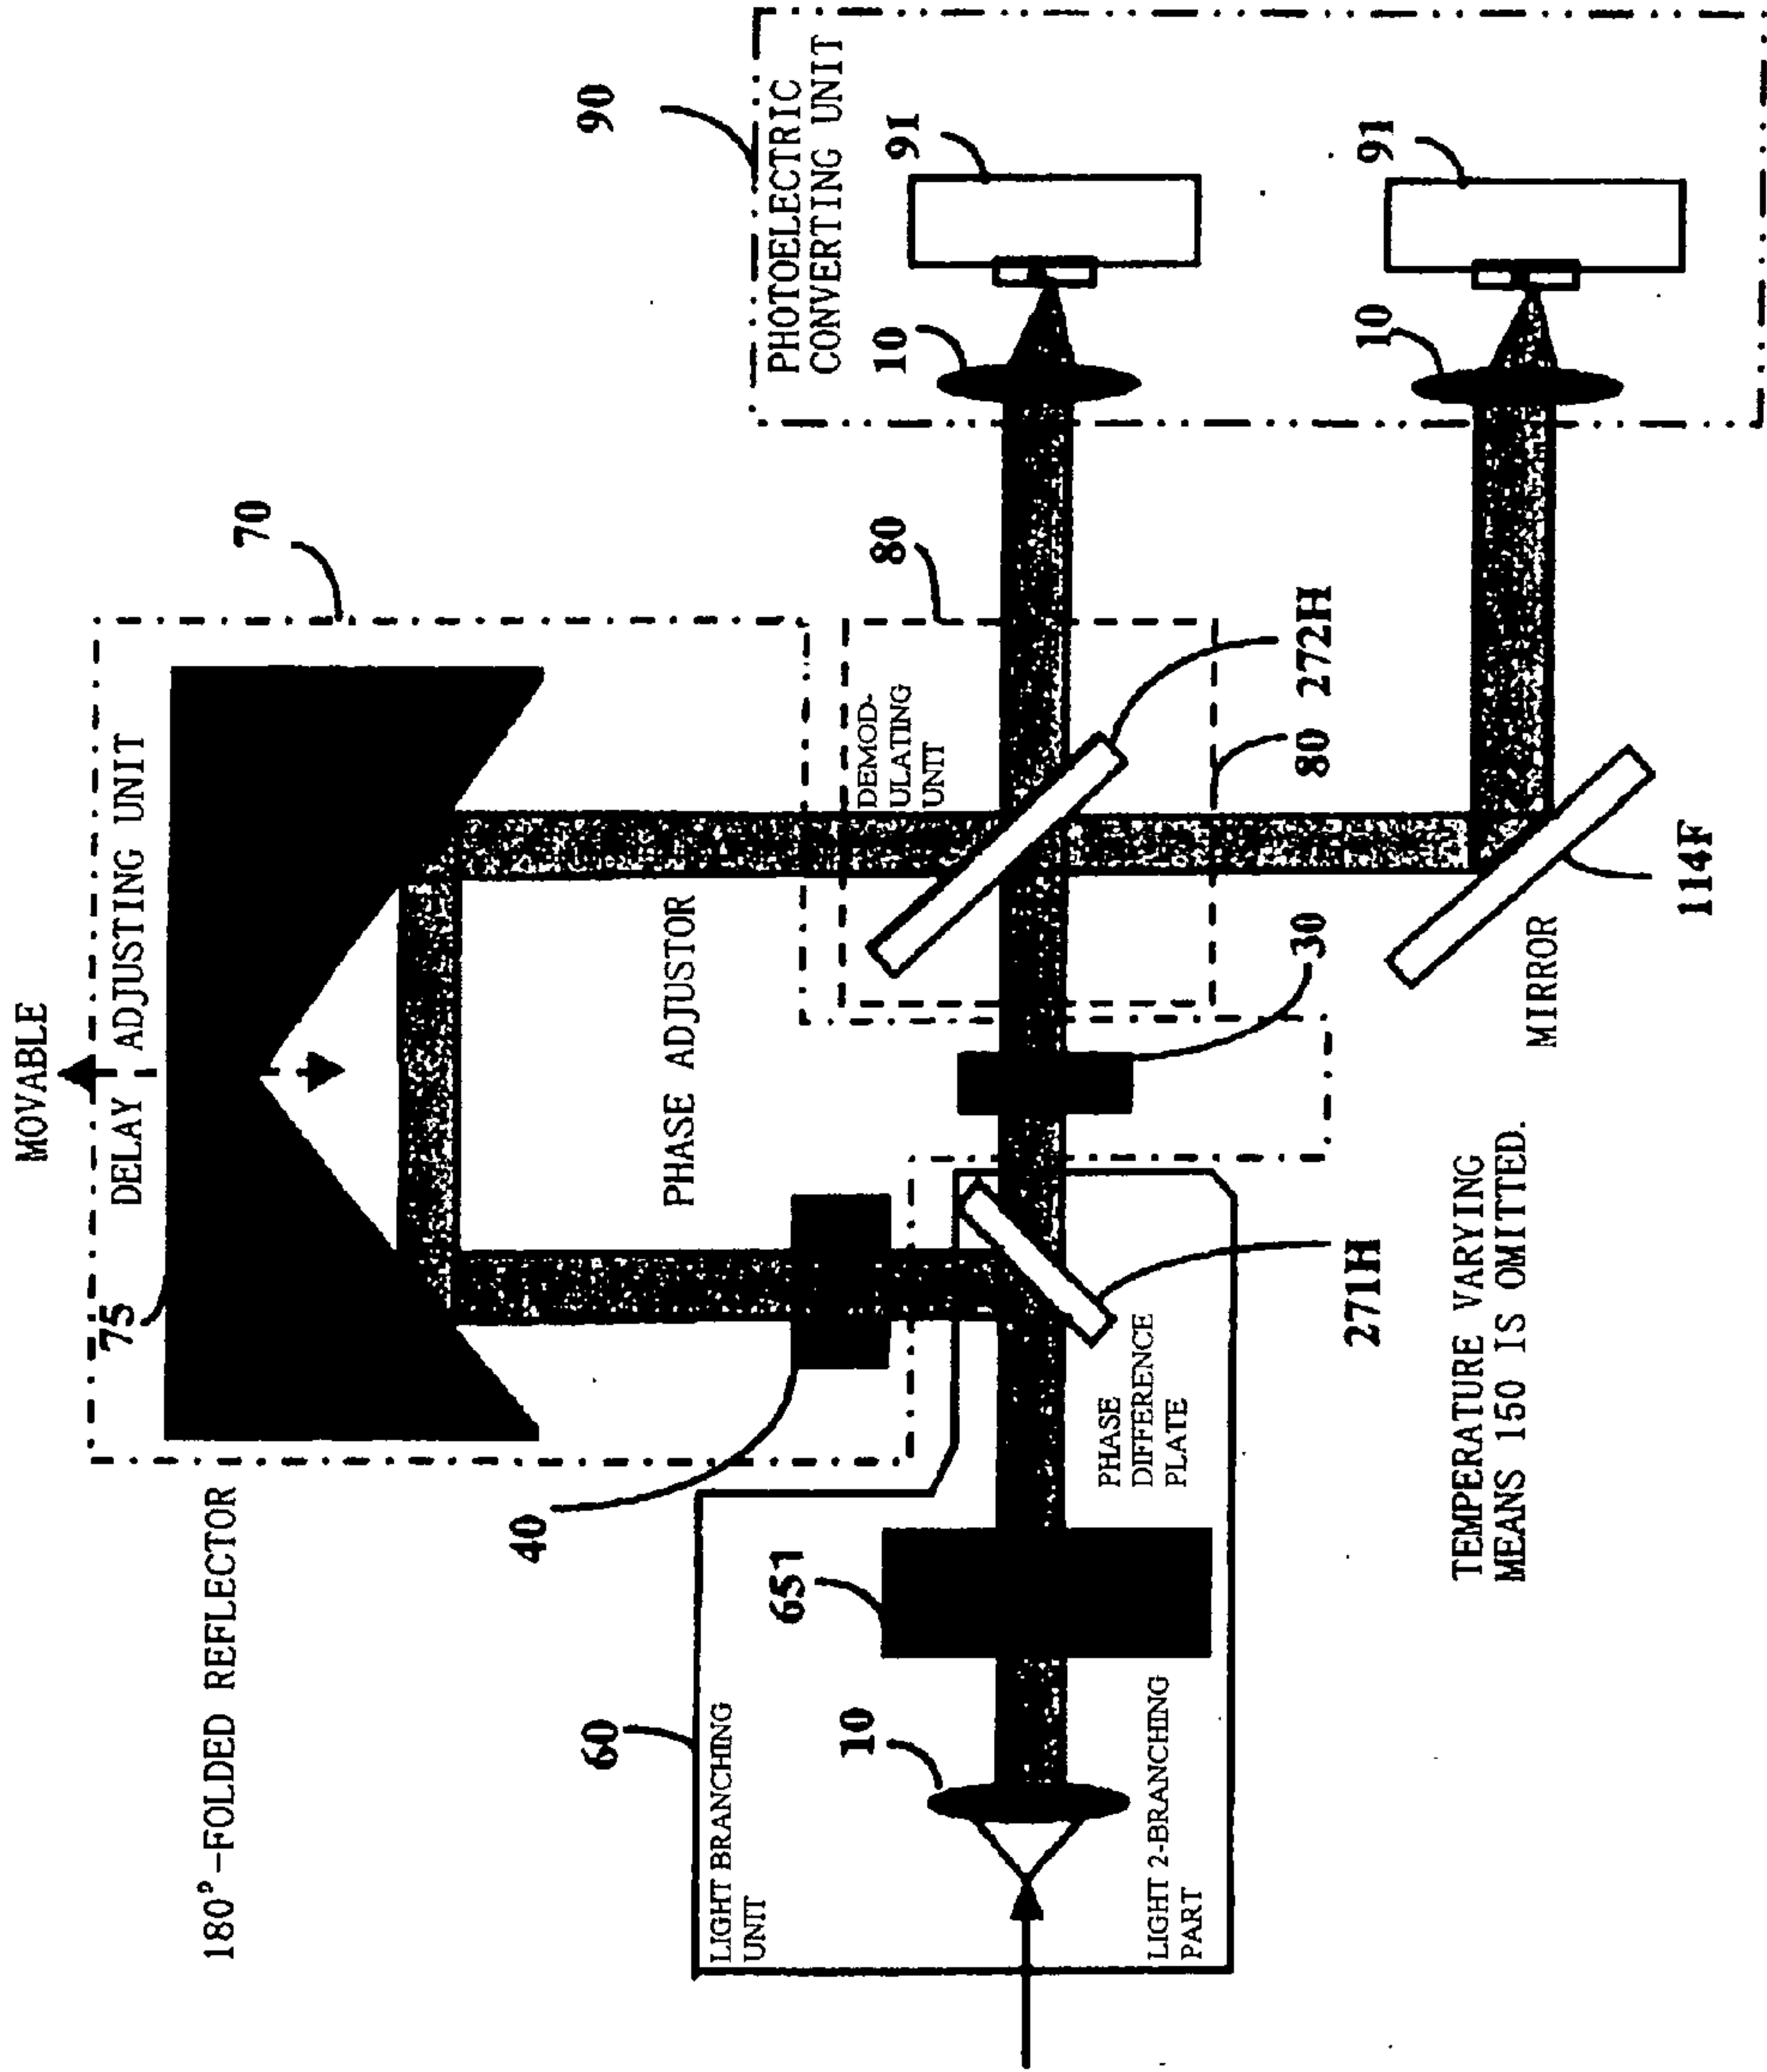 MOVABLE
DELAY ADJUSTING UNIT
75
70
180°-FOLDED REFLECTOR
90
PHOTOELECTRIC
CONVERTING UNIT
PHASE ADJUSTOR
40
80
91
10
DEMOD-
ULATING
UNIT
60
LIGHT BRANCHING
UNIT
651
10
272H
80
30
PHASE
DIFFERENCE
PLATE
LIGHT 2-BRANCHING
PART
271H
91
10
MIRROR
114F
TEMPERATURE VARYING
MEANS 150 IS OMITTED.